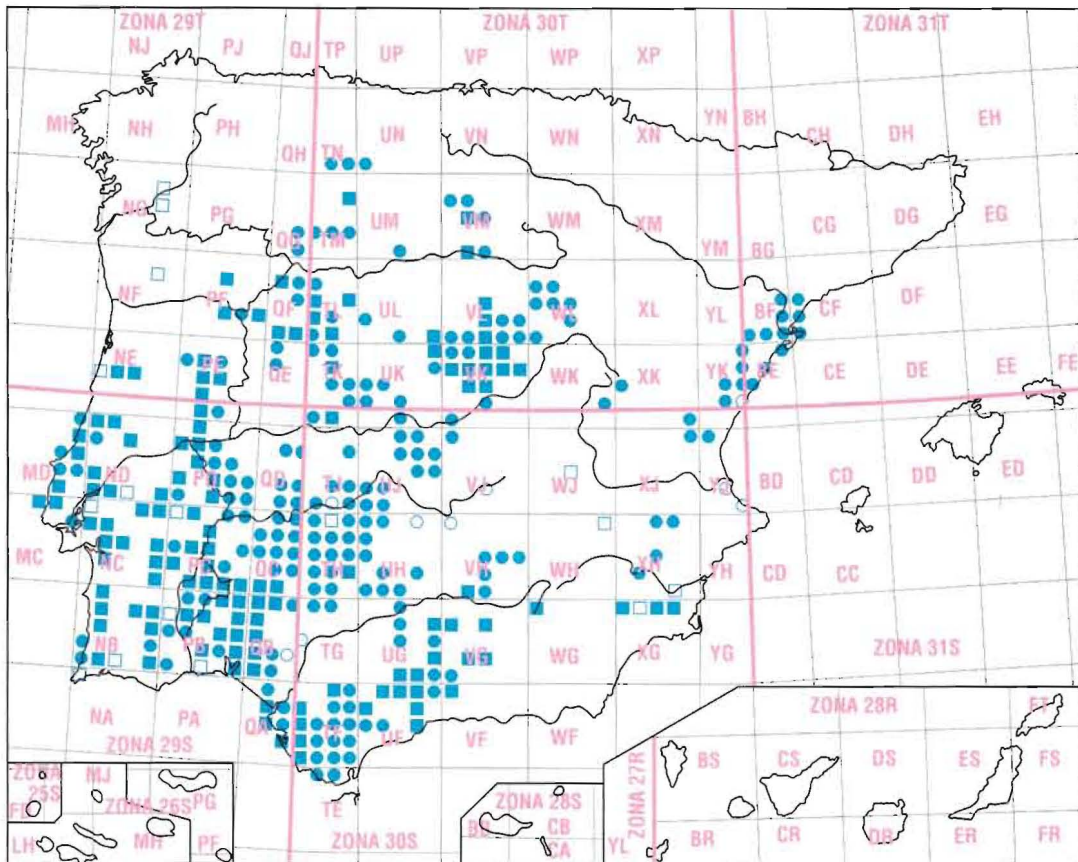 ZONA 29T ZONA 30T ZONA 31T
NJ PJ QJ TP UP VP WP XP
MH NH PH QH TN UN VN WN XN YN BH CH DH EH
NG PG QG TM UM VM WM XM YM BG CG DG EG
NF PF QF TL UL VL WL XL YL BF CF DF
NE PE QE TK UK VK WK XK YK BE CE DE EE FE
MD ND PD QD TJ UJ VJ WJ XJ YJ BD CD DD ED
MC NC PC QC TH UH VH WH XH YH CD CC
NB PB QB TG UG VG WG XG YG ZONA 31S
NA PA QA TF UF VF WF
ZONA 29S
ZONA 28R FT
ZONA 25S MJ ZONA 26S PG
LH MH PF
TE
ZONA 30S
ZONA 28S
CB
CA
YL ZONA 27R
BS CS DS ES FS
BR CR DR ER FR